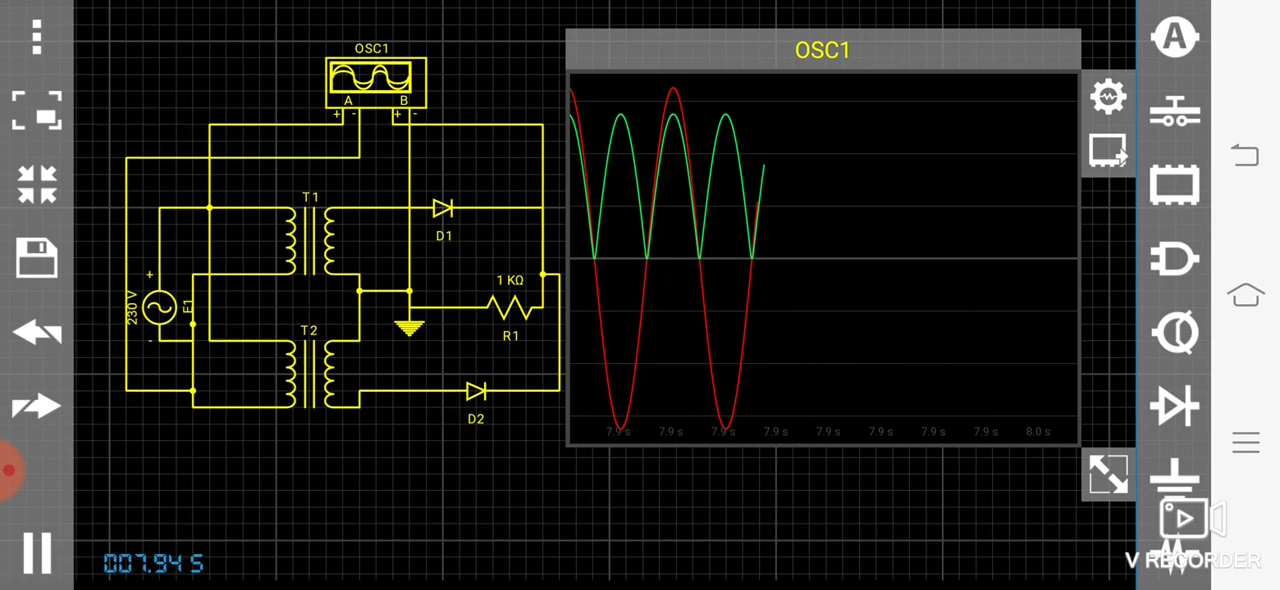 OSC1
A B
+ - + -
OSC1
T1
D1
+
230 V
E1
-
1 KΩ
R1
T2
D2
7.9 s 7.9 s 7.9 s 7.9 s 7.9 s 7.9 s 7.9 s 7.9 s 8.0 s
007.94 S
A
V RECORDER